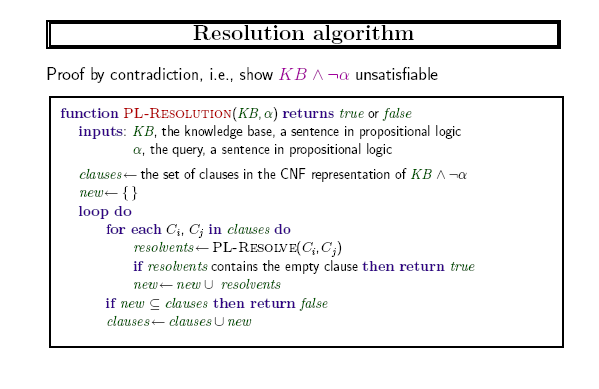 Resolution algorithm
Proof by contradiction, i.e., show KB ∧ ¬α unsatisfiable
function PL-Resolution(KB, α) returns true or false
inputs: KB, the knowledge base, a sentence in propositional logic
α, the query, a sentence in propositional logic
clauses ← the set of clauses in the CNF representation of KB ∧ ¬α
new ← { }
loop do
for each Cᵢ, Cⱼ in clauses do
resolvents ← PL-Resolve(Cᵢ, Cⱼ)
if resolvents contains the empty clause then return true
new ← new ∪ resolvents
if new ⊆ clauses then return false
clauses ← clauses ∪ new